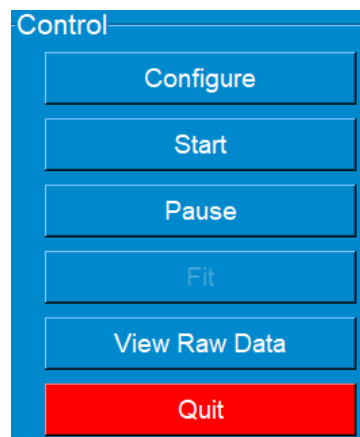 Control
Configure
Start
Pause
Fit
View Raw Data
Quit